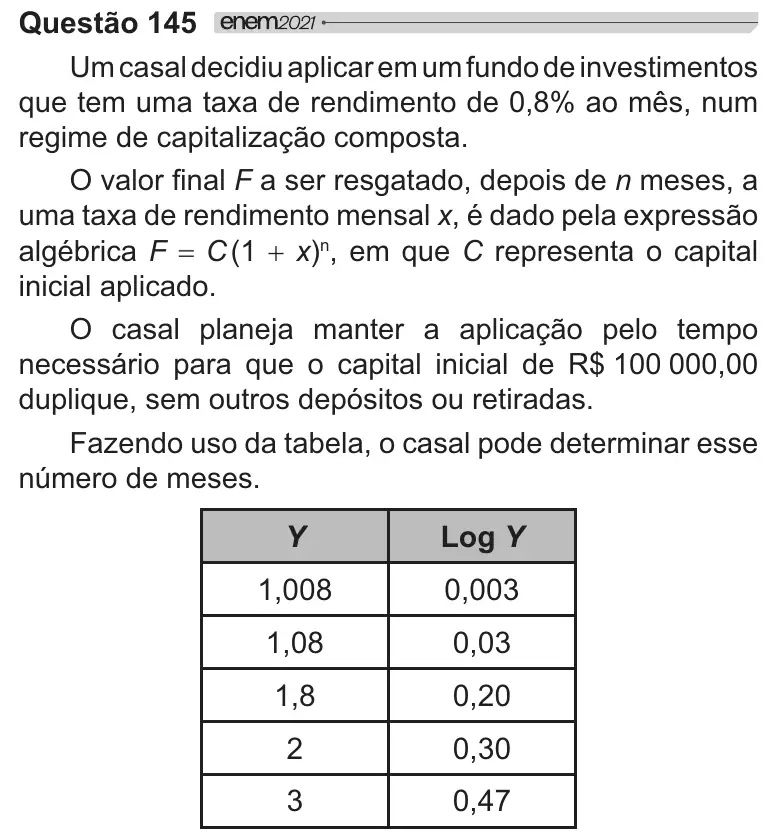 Questão 145 enem2021
Um casal decidiu aplicar em um fundo de investimentos
que tem uma taxa de rendimento de 0,8% ao mês, num
regime de capitalização composta.
O valor final F a ser resgatado, depois de n meses, a
uma taxa de rendimento mensal x, é dado pela expressão
algébrica F = C(1 + x)ⁿ, em que C representa o capital
inicial aplicado.
O casal planeja manter a aplicação pelo tempo
necessário para que o capital inicial de R$ 100 000,00
duplique, sem outros depósitos ou retiradas.
Fazendo uso da tabela, o casal pode determinar esse
número de meses.
Y Log Y
1,008 0,003
1,08 0,03
1,8 0,20
2 0,30
3 0,47